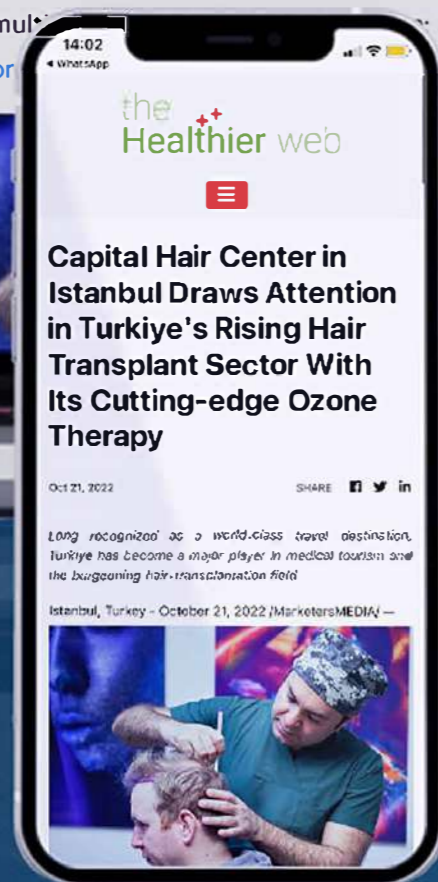 mul
or
14:02
◂ WhatsApp
the
Healthier web
Capital Hair Center in
Istanbul Draws Attention
in Turkiye's Rising Hair
Transplant Sector With
Its Cutting-edge Ozone
Therapy
Oct 21, 2022 SHARE
Long recognized as a world-class travel destination,
Turkiye has become a major player in medical tourism and
the burgeoning hair-transplantation field
Istanbul, Turkey - October 21, 2022 /MarketersMEDIA/ —